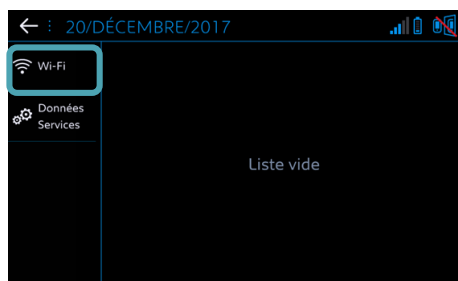 20/DÉCEMBRE/2017
Wi-Fi
Données
Services
Liste vide